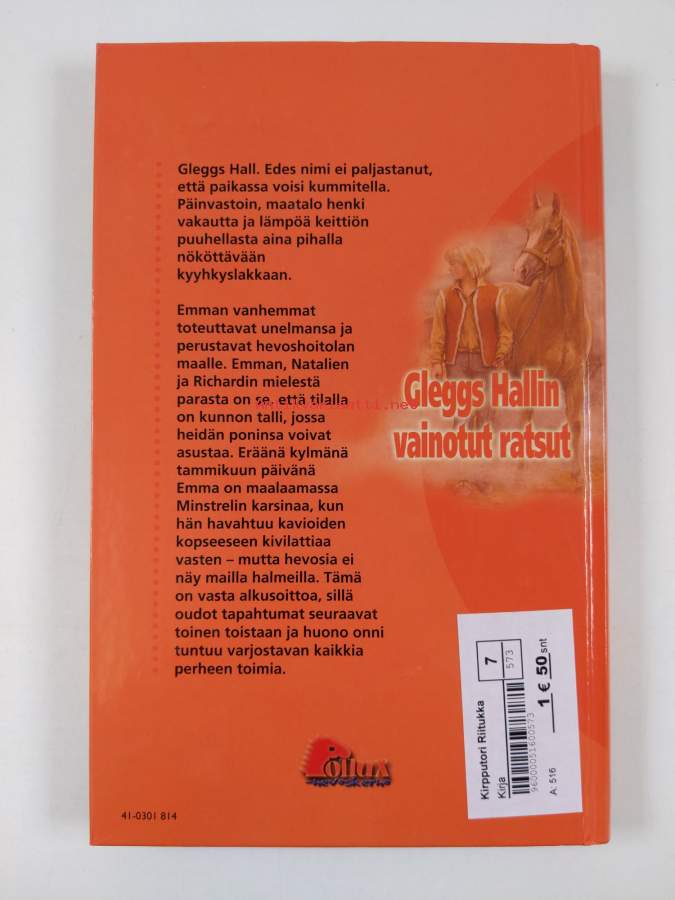 Gleggs Hall. Edes nimi ei paljastanut,
että paikassa voisi kummitella.
Päinvastoin, maatalo henki
vakautta ja lämpöä keittiön
puuhellasta aina pihalla
nököttävään
kyyhkyslakkaan.
Emman vanhemmat
toteuttavat unelmansa ja
perustavat hevoshoitolan
maalle. Emman, Natalien
ja Richardin mielestä
parasta on se, että tilalla
on kunnon talli, jossa
heidän poninsa voivat
asustaa. Eräänä kylmänä
tammikuun päivänä
Emma on maalaamassa
Minstrelin karsinaa, kun
hän havahtuu kavioiden
kopseeseen kivilattiaa
vasten – mutta hevosia ei
näy mailla halmeilla. Tämä
on vasta alkusoittoa, sillä
oudot tapahtumat seuraavat
toinen toistaan ja huono onni
tuntuu varjostavan kaikkia
perheen toimia.
Gleggs Hallin
vainotut ratsut
Pollux
hevoskerho
41-0301 814
Kirpputori Riitukka
Kirja
7
573
96000051600573
1 € 50 snt
A: 516